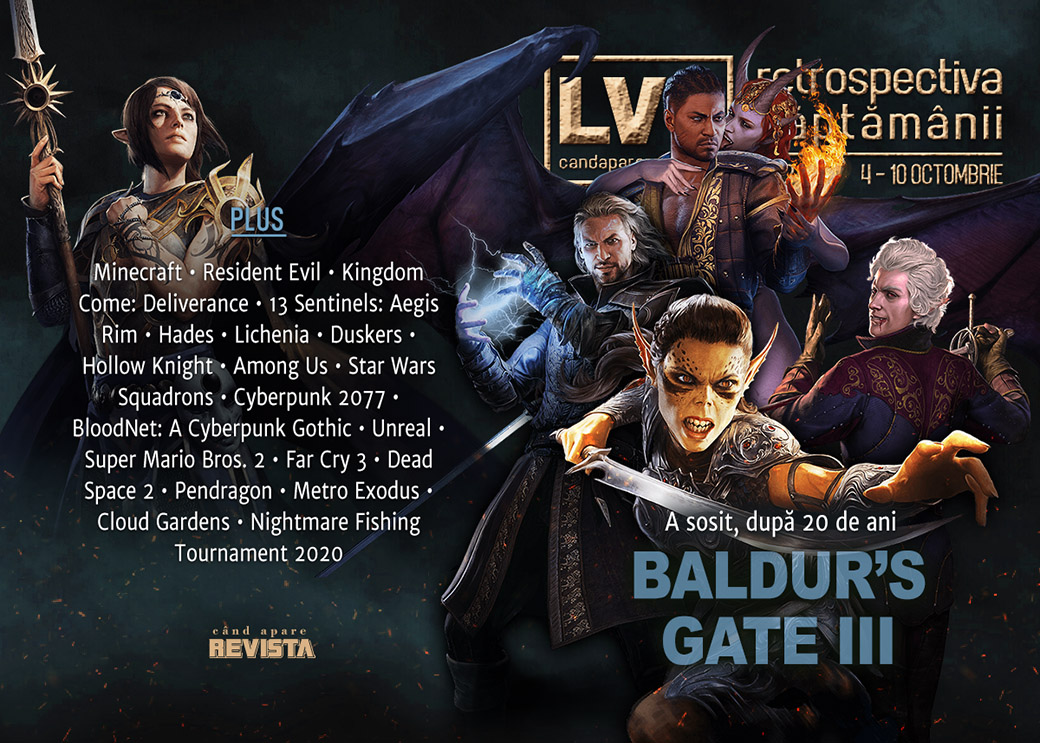 PLUS
Minecraft • Resident Evil • Kingdom
Come: Deliverance • 13 Sentinels: Aegis
Rim • Hades • Lichenia • Duskers •
Hollow Knight • Among Us • Star Wars
Squadrons • Cyberpunk 2077 •
BloodNet: A Cyberpunk Gothic • Unreal •
Super Mario Bros. 2 • Far Cry 3 • Dead
Space 2 • Pendragon • Metro Exodus •
Cloud Gardens • Nightmare Fishing
Tournament 2020
când apare
REVISTA
LV
candapare
retrospectiva
4 – 10 OCTOMBRIE
A sosit, după 20 de ani
BALDUR'S
GATE III